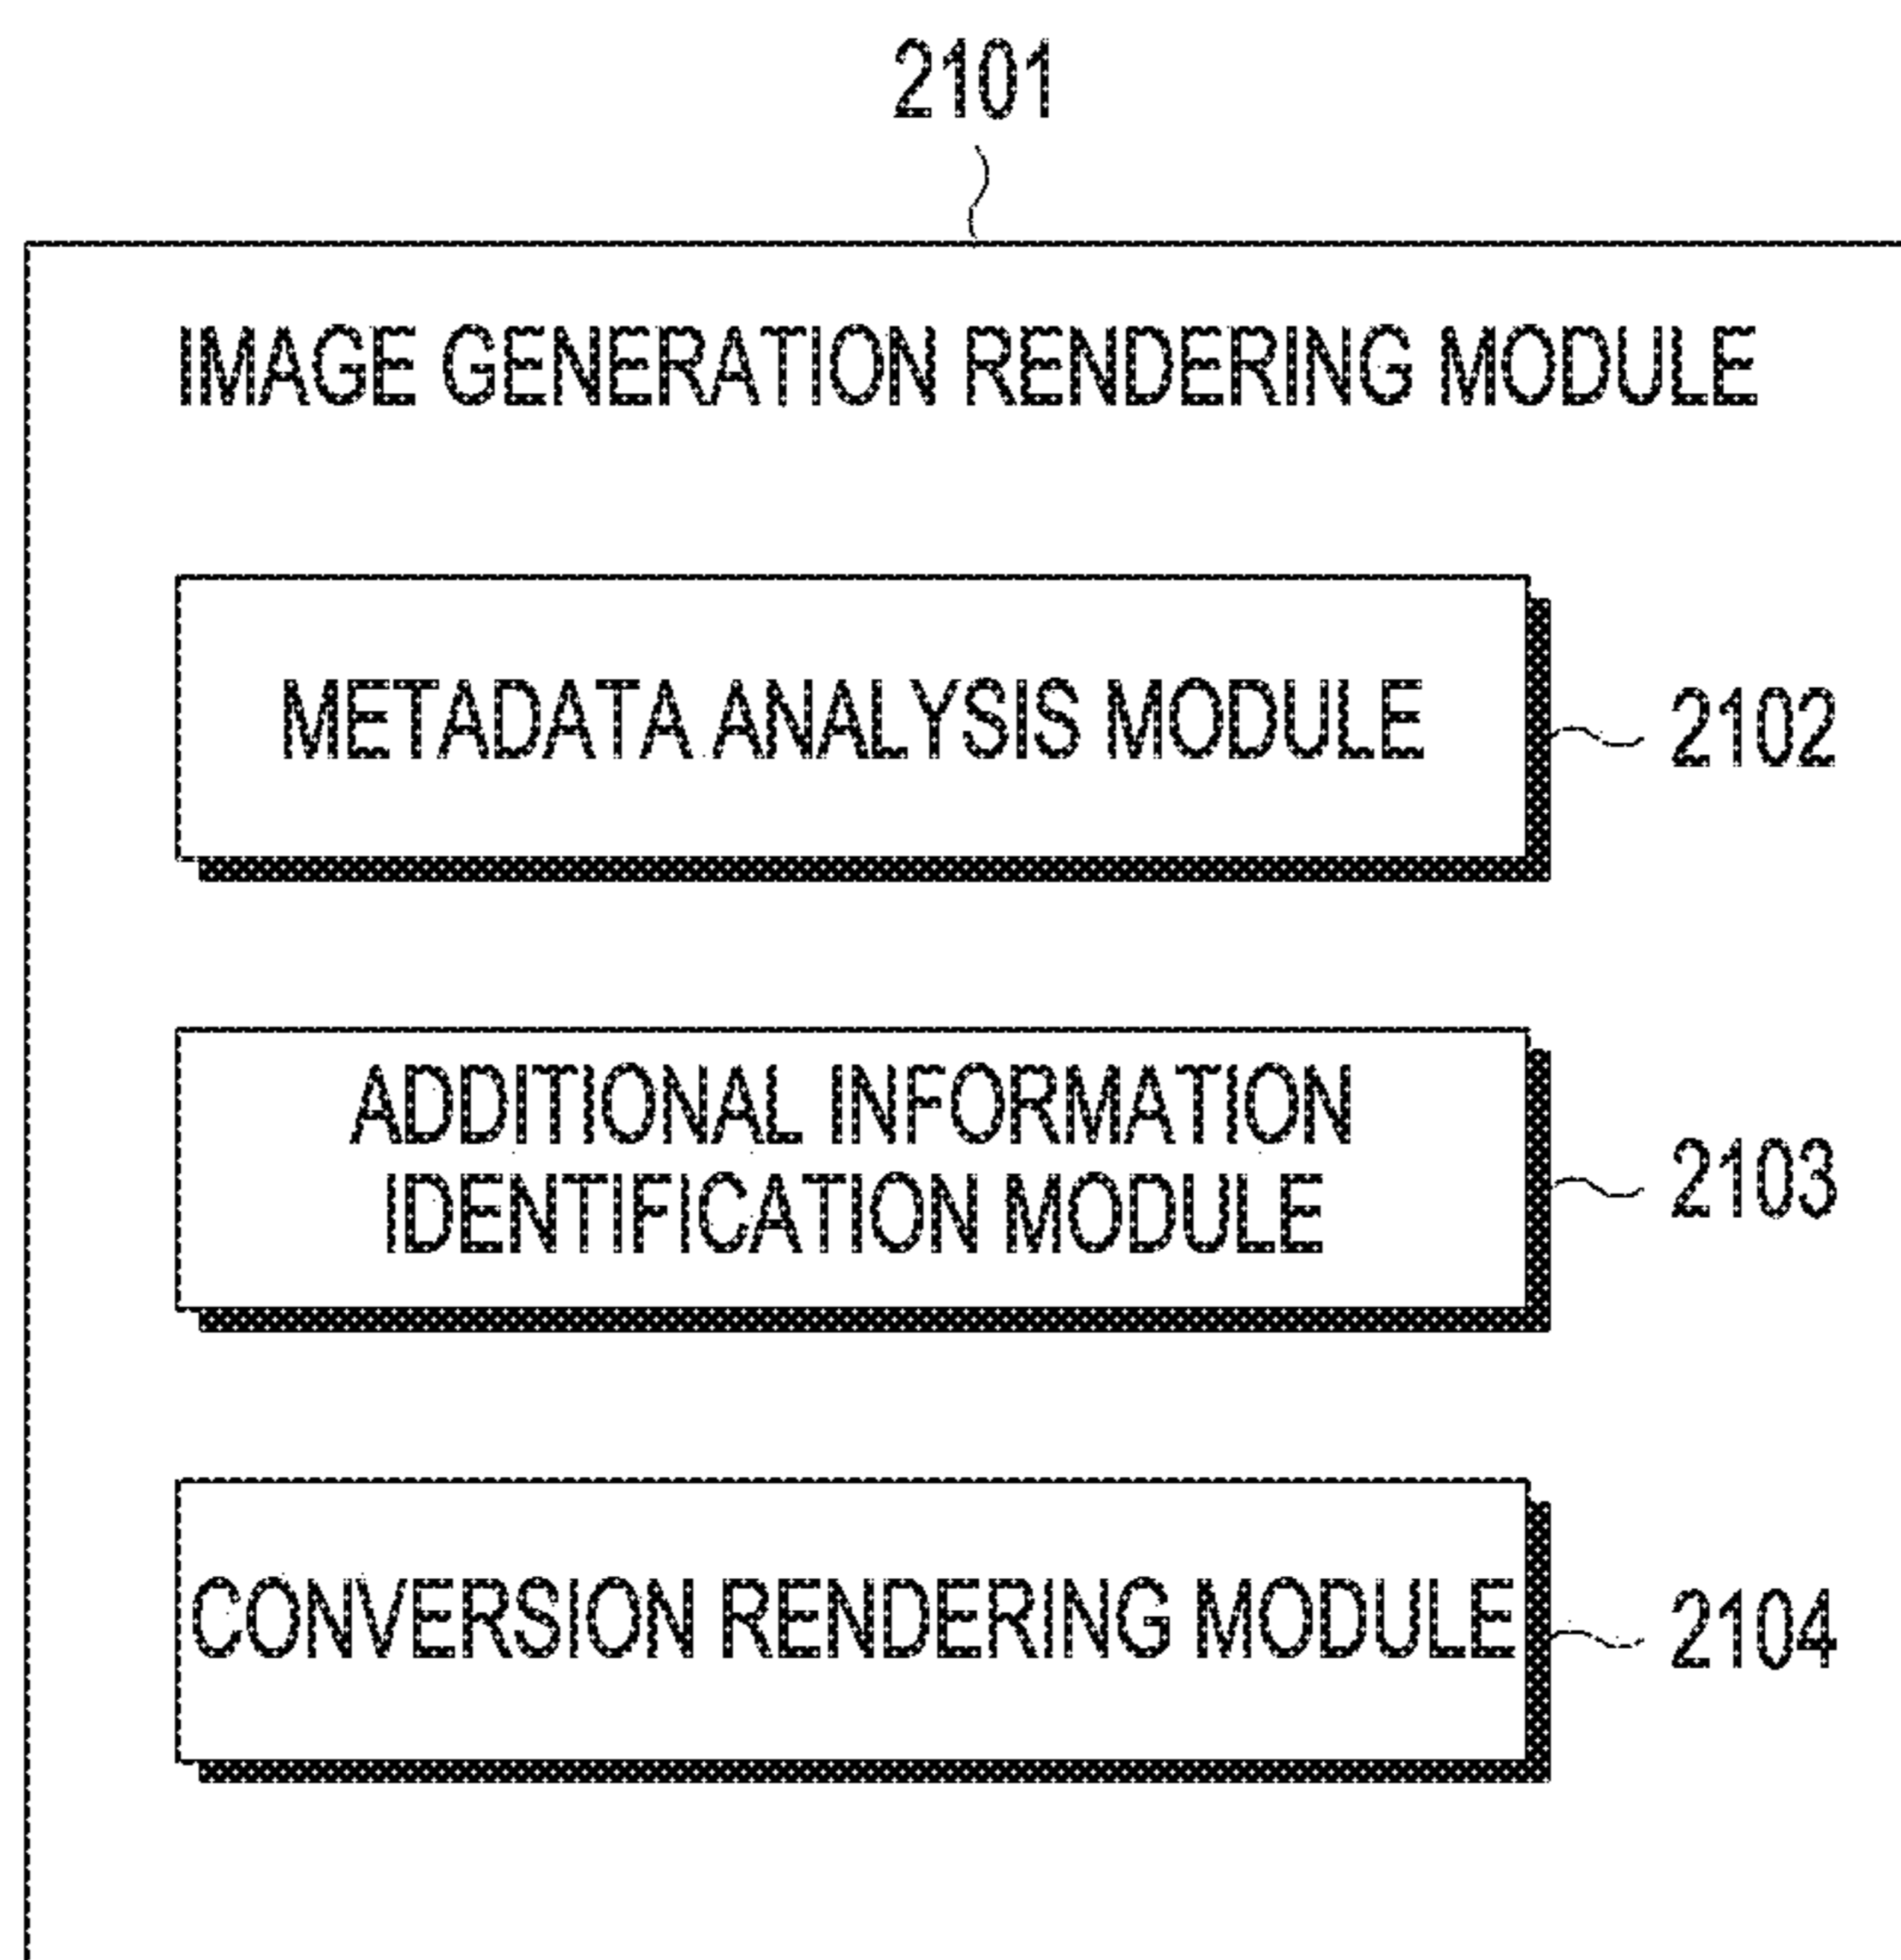 2101
IMAGE GENERATION RENDERING MODULE
METADATA ANALYSIS MODULE
2102
ADDITIONAL INFORMATION
IDENTIFICATION MODULE
2103
CONVERSION RENDERING MODULE
2104